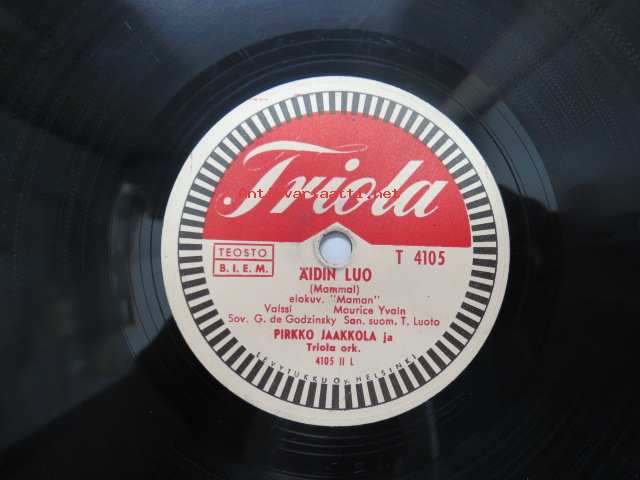 Triola
Antikvariaatti.net
TEOSTO
B.I.E.M.
T 4105
ÄIDIN LUO
(Mamma)
elokuv. "Maman"
Valssi Maurice Yvain
Sov. G. de Godzinsky San. suom. T. Luoto
PIRKKO JAAKKOLA ja
Triola ork.
4105 II L
LEVYTUKKU OY. HELSINKI